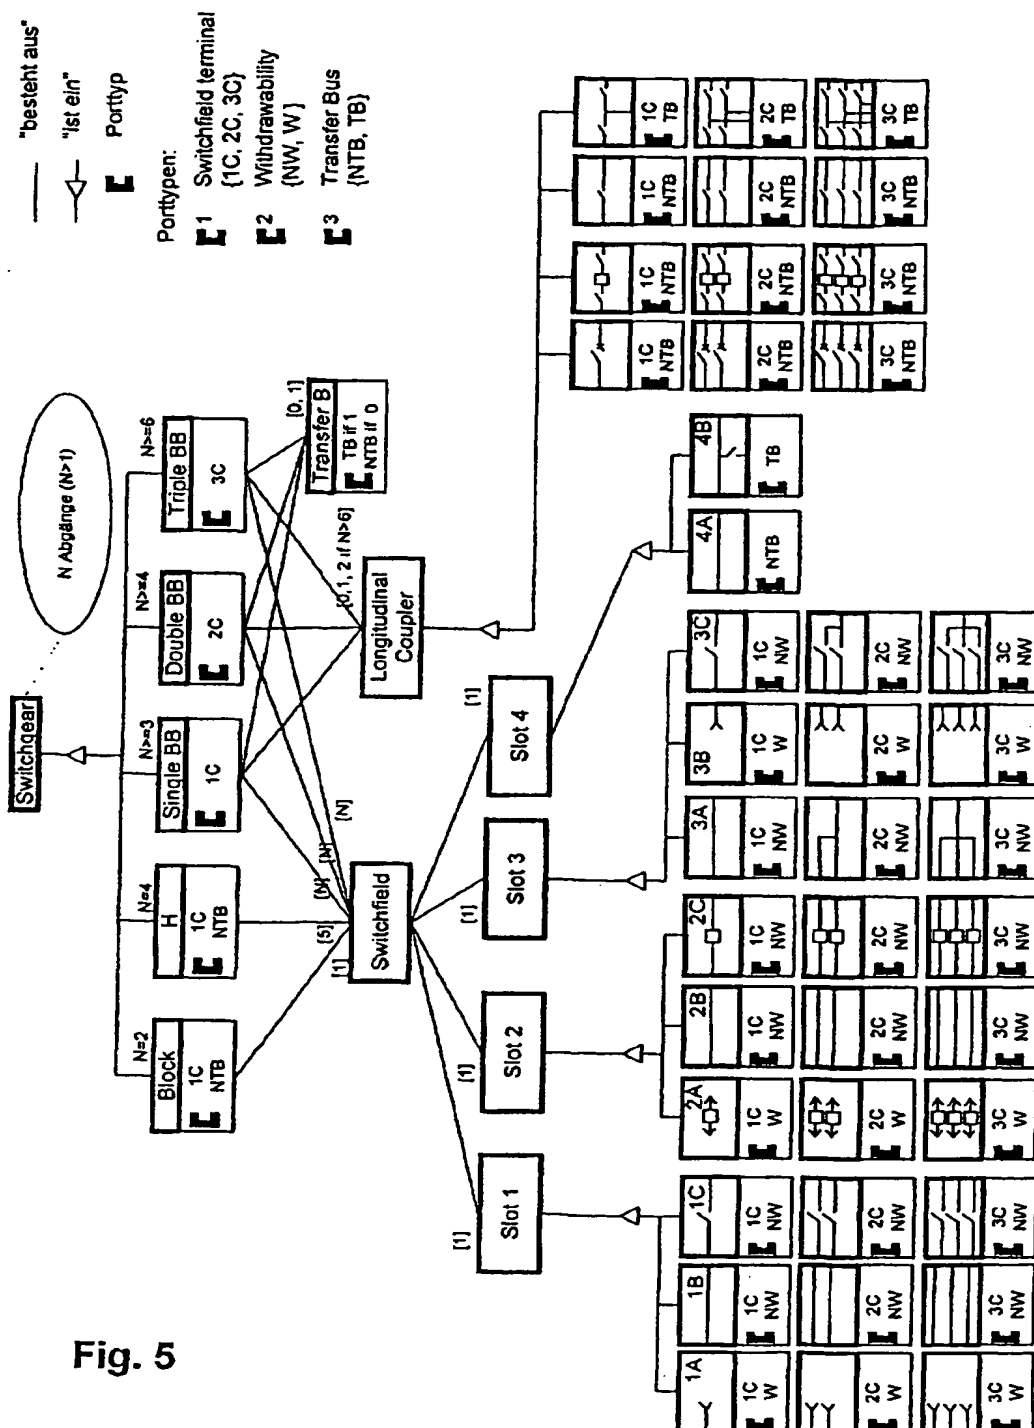 "besteht aus"
"ist ein"
Porttyp
Porttypen:
1 Switchfield terminal
{1C, 2C, 3C}
2 Withdrawability
{NW, W}
3 Transfer Bus
{NTB, TB}
Switchgear
N Abgänge (N>1)
N=2
Block
1C
NTB
N=4
H
1C
NTB
N>=3
Single BB
1C
N>=4
Double BB
2C
N>=6
Triple BB
3C
[0, 1]
Transfer B
TB if 1
NTB if 0
[0,1, 2 if N>6]
Longitudinal
Coupler
[1]
[5]
[N]
[N]
[N]
Switchfield
[1]
Slot 1
[1]
Slot 2
[1]
Slot 3
[1]
Slot 4
1A
1C
W
2C
W
3C
W
1B
1C
NW
2C
NW
3C
NW
1C
1C
NW
2C
NW
3C
NW
2A
1C
W
2C
W
3C
W
2B
1C
NW
2C
NW
3C
NW
2C
1C
NW
2C
NW
3C
NW
3A
1C
NW
2C
NW
3C
NW
3B
1C
W
2C
W
3C
W
3C
1C
NW
2C
NW
3C
NW
4A
NTB
4B
TB
1C
NTB
2C
NTB
3C
NTB
1C
NTB
2C
NTB
3C
NTB
1C
NTB
2C
NTB
3C
NTB
1C
TB
2C
TB
3C
TB
Fig. 5